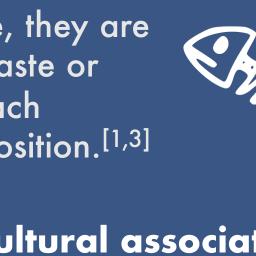 , they are
aste or
ach
osition.[1,3]
ultural associat